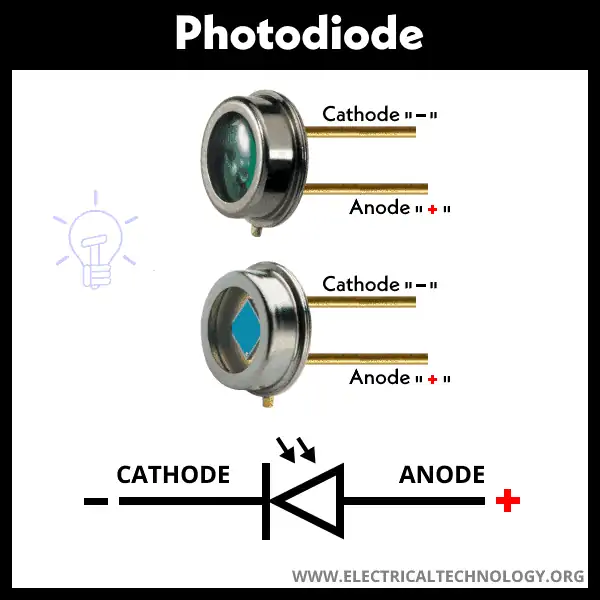 Photodiode
Cathode "-"
Anode "+"
Cathode "-"
Anode "+"
CATHODE ANODE
- +
WWW.ELECTRICALTECHNOLOGY.ORG